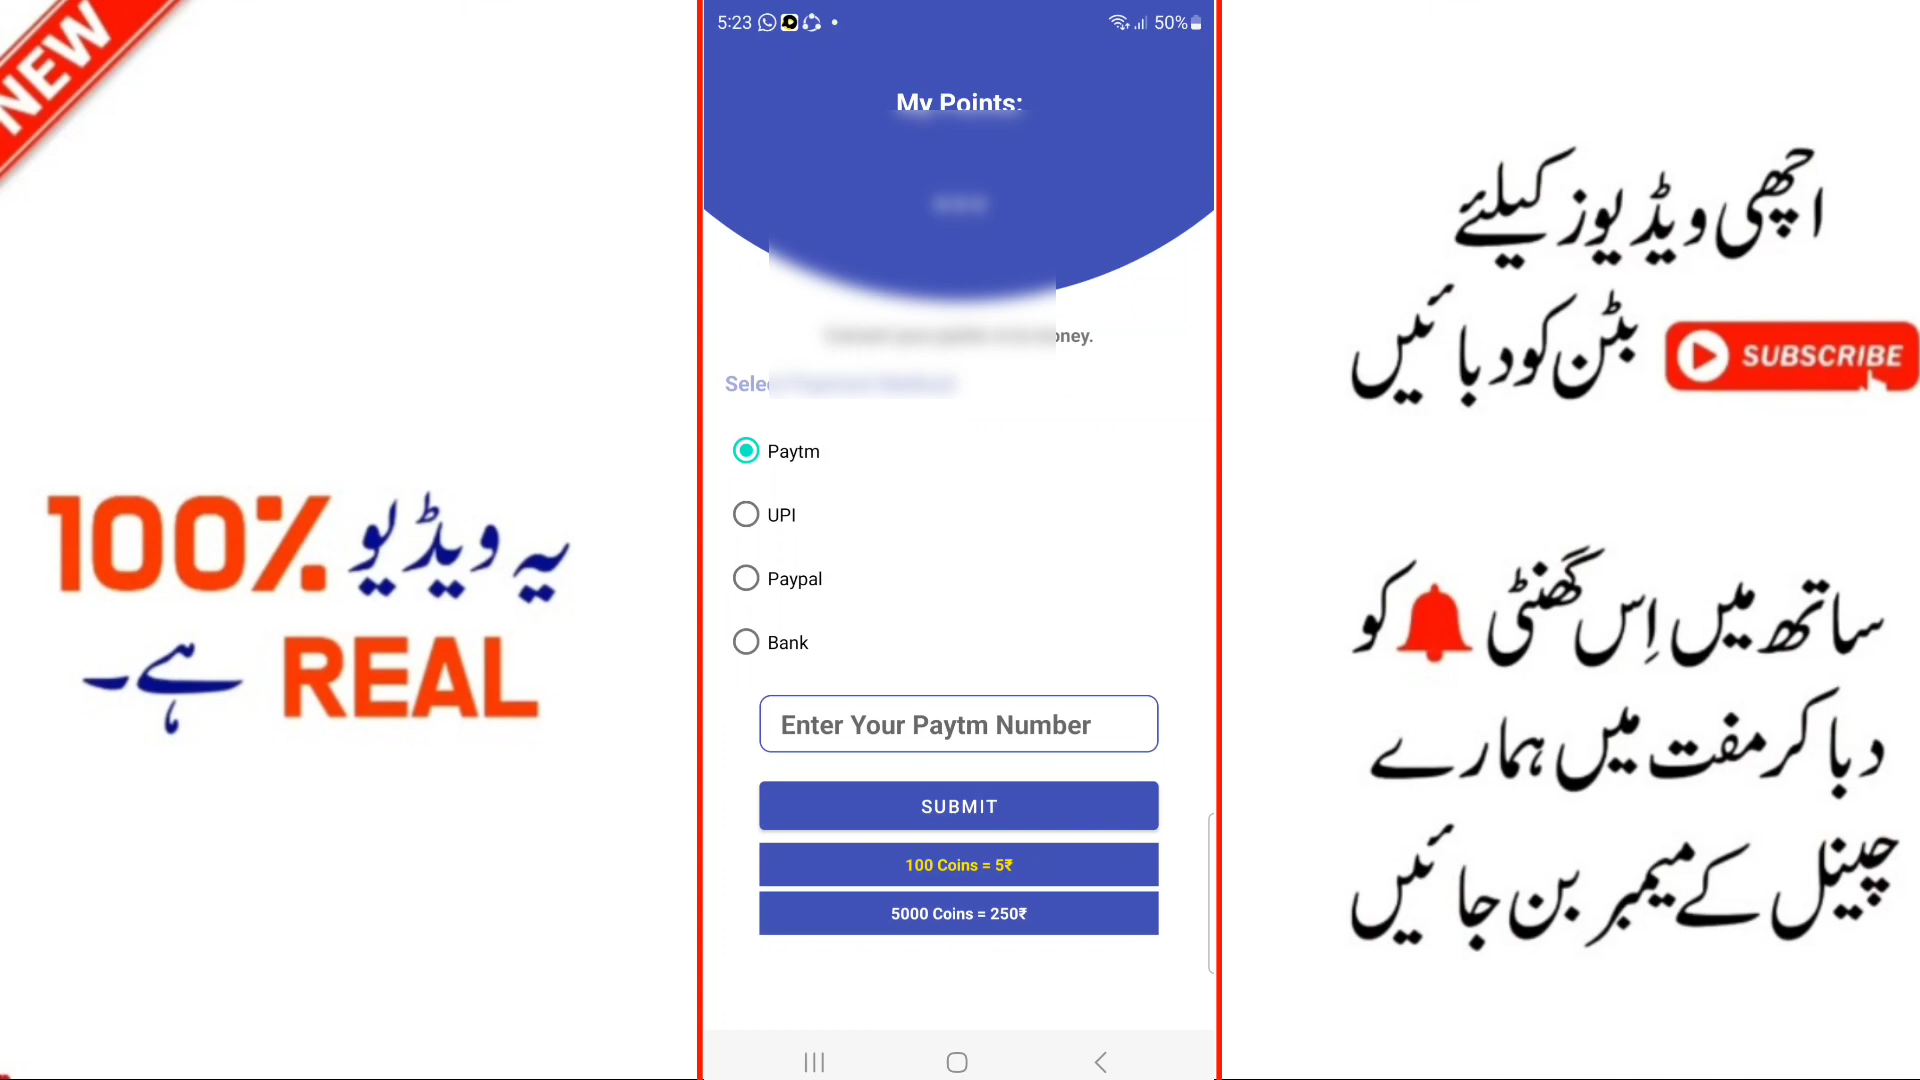 NEW
یہ ویڈیو 100%
REAL ہے۔
5:23
50%
My Points:
oney.
Selec
Paytm
UPI
Paypal
Bank
Enter Your Paytm Number
SUBMIT
100 Coins = 5₹
5000 Coins = 250₹
اچھی ویڈیوز کیلئے
بٹن کو دبائیں
SUBSCRIBE
ساتھ میں اِس گھنٹی کو
دبا کر مفت میں ہمارے
چینل کے میمبر بن جائیں